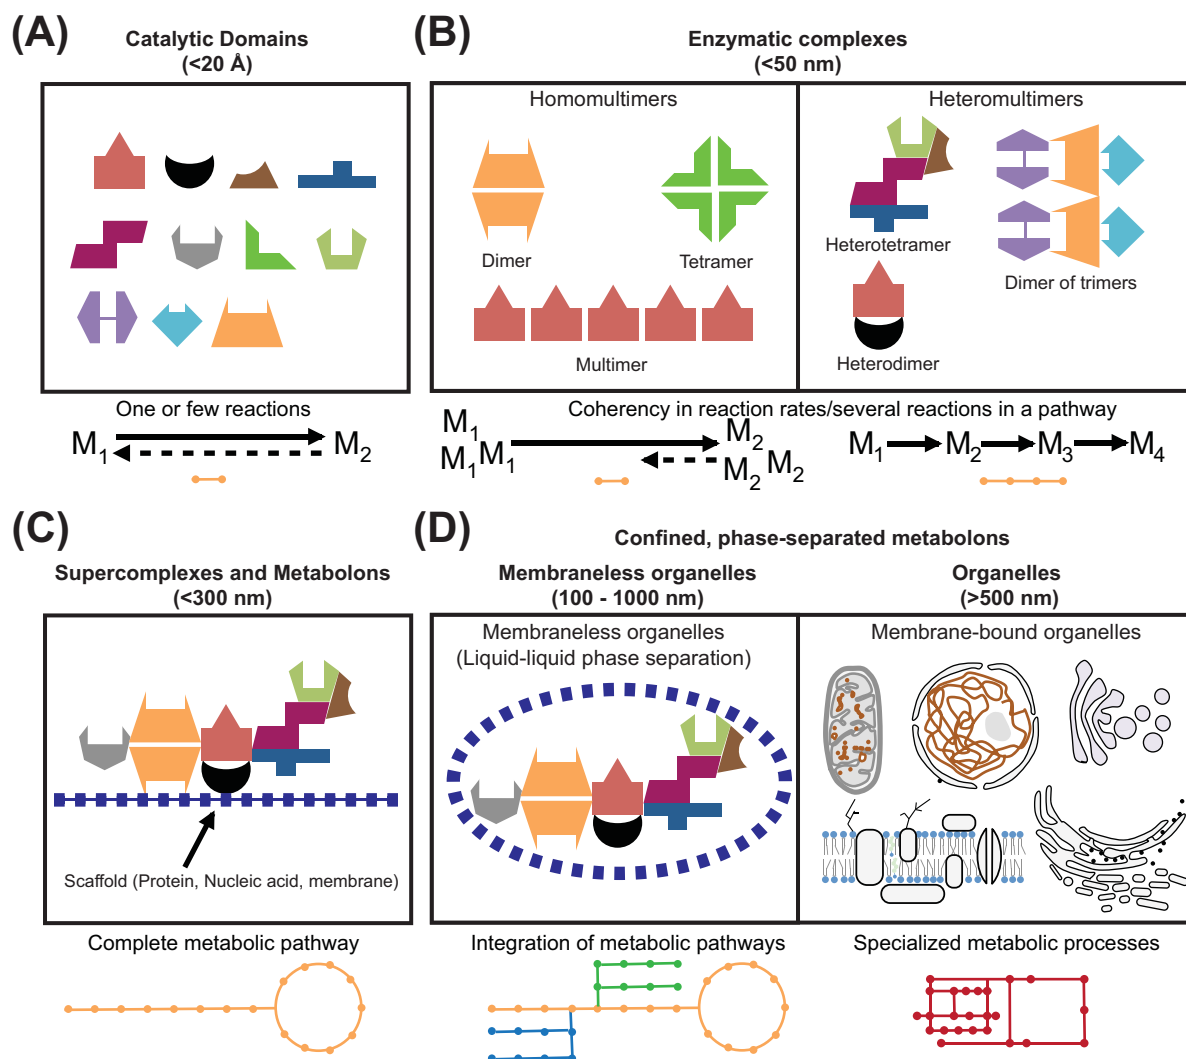 (A)
Catalytic Domains
(<20 Å)
One or few reactions
M1
M2
(B)
Enzymatic complexes
(<50 nm)
Homomultimers
Dimer
Tetramer
Multimer
Heteromultimers
Heterotetramer
Dimer of trimers
Heterodimer
Coherency in reaction rates/several reactions in a pathway
M1
M1 M1
M2
M2 M2
M1 M2 M3 M4
(C)
Supercomplexes and Metabolons
(<300 nm)
Scaffold (Protein, Nucleic acid, membrane)
Complete metabolic pathway
(D)
Confined, phase-separated metabolons
Membraneless organelles
(100 - 1000 nm)
Membraneless organelles
(Liquid-liquid phase separation)
Integration of metabolic pathways
Organelles
(>500 nm)
Membrane-bound organelles
Specialized metabolic processes